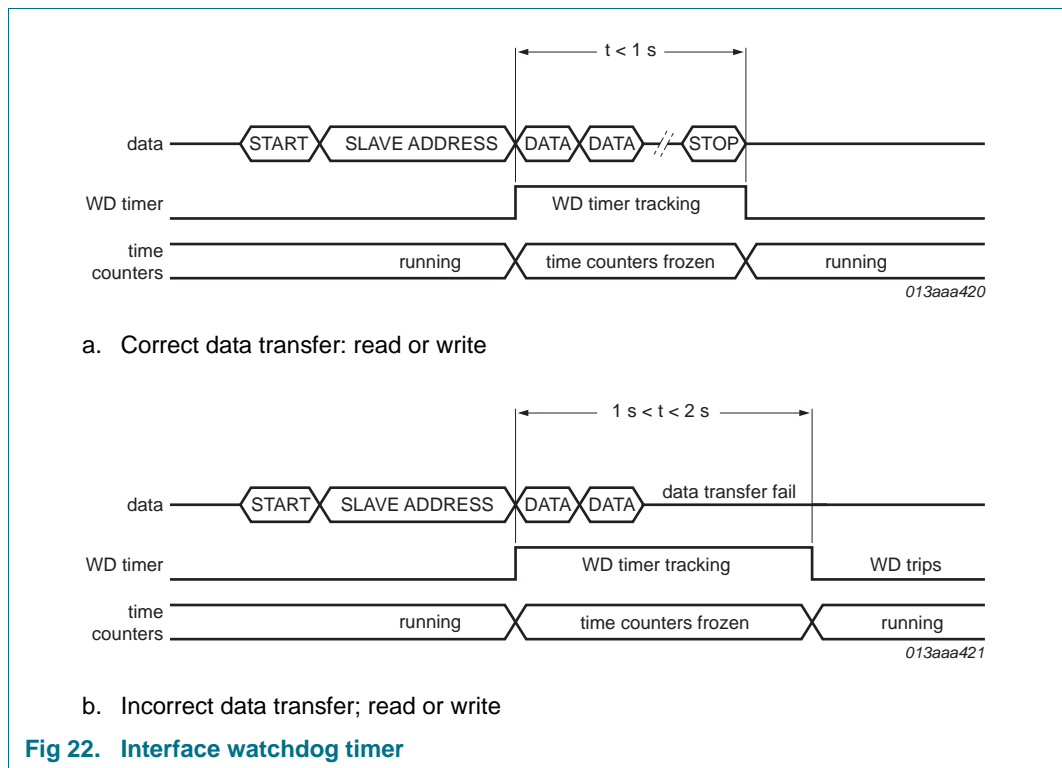 t < 1 s
data START SLAVE ADDRESS DATA DATA STOP
WD timer WD timer tracking
time
counters
running time counters frozen running
013aaa420
a. Correct data transfer: read or write
1 s < t < 2 s
data START SLAVE ADDRESS DATA DATA data transfer fail
WD timer WD timer tracking WD trips
time
counters
running time counters frozen running
013aaa421
b. Incorrect data transfer; read or write
Fig 22. Interface watchdog timer